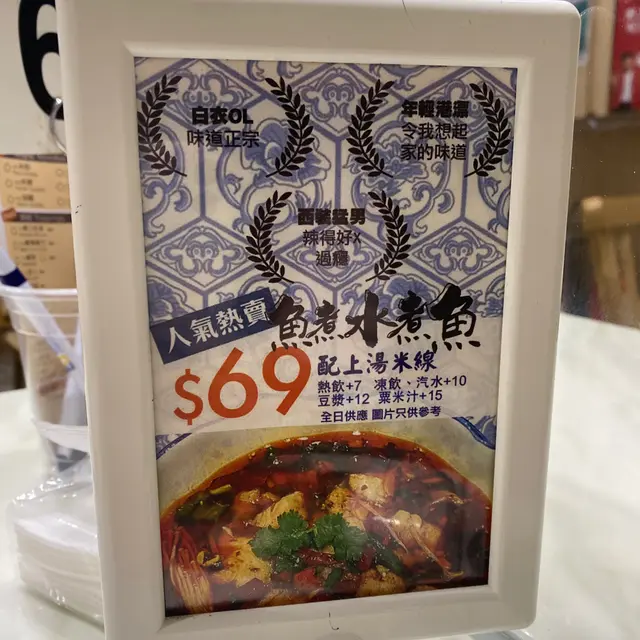 6
白衣OL
味道正宗
年輕港漂
令我想起
家的味道
西裝猛男
辣得好X
過癮
人氣熱賣
魚煮水煮魚
$69
配上湯米線
熱飲+7 凍飲、汽水+10
豆漿+12 粟米汁+15
全日供應 圖片只供參考